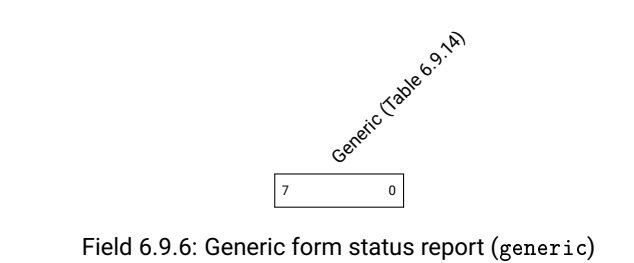 Generic (Table 6.9.14)
7 0
Field 6.9.6: Generic form status report (generic)